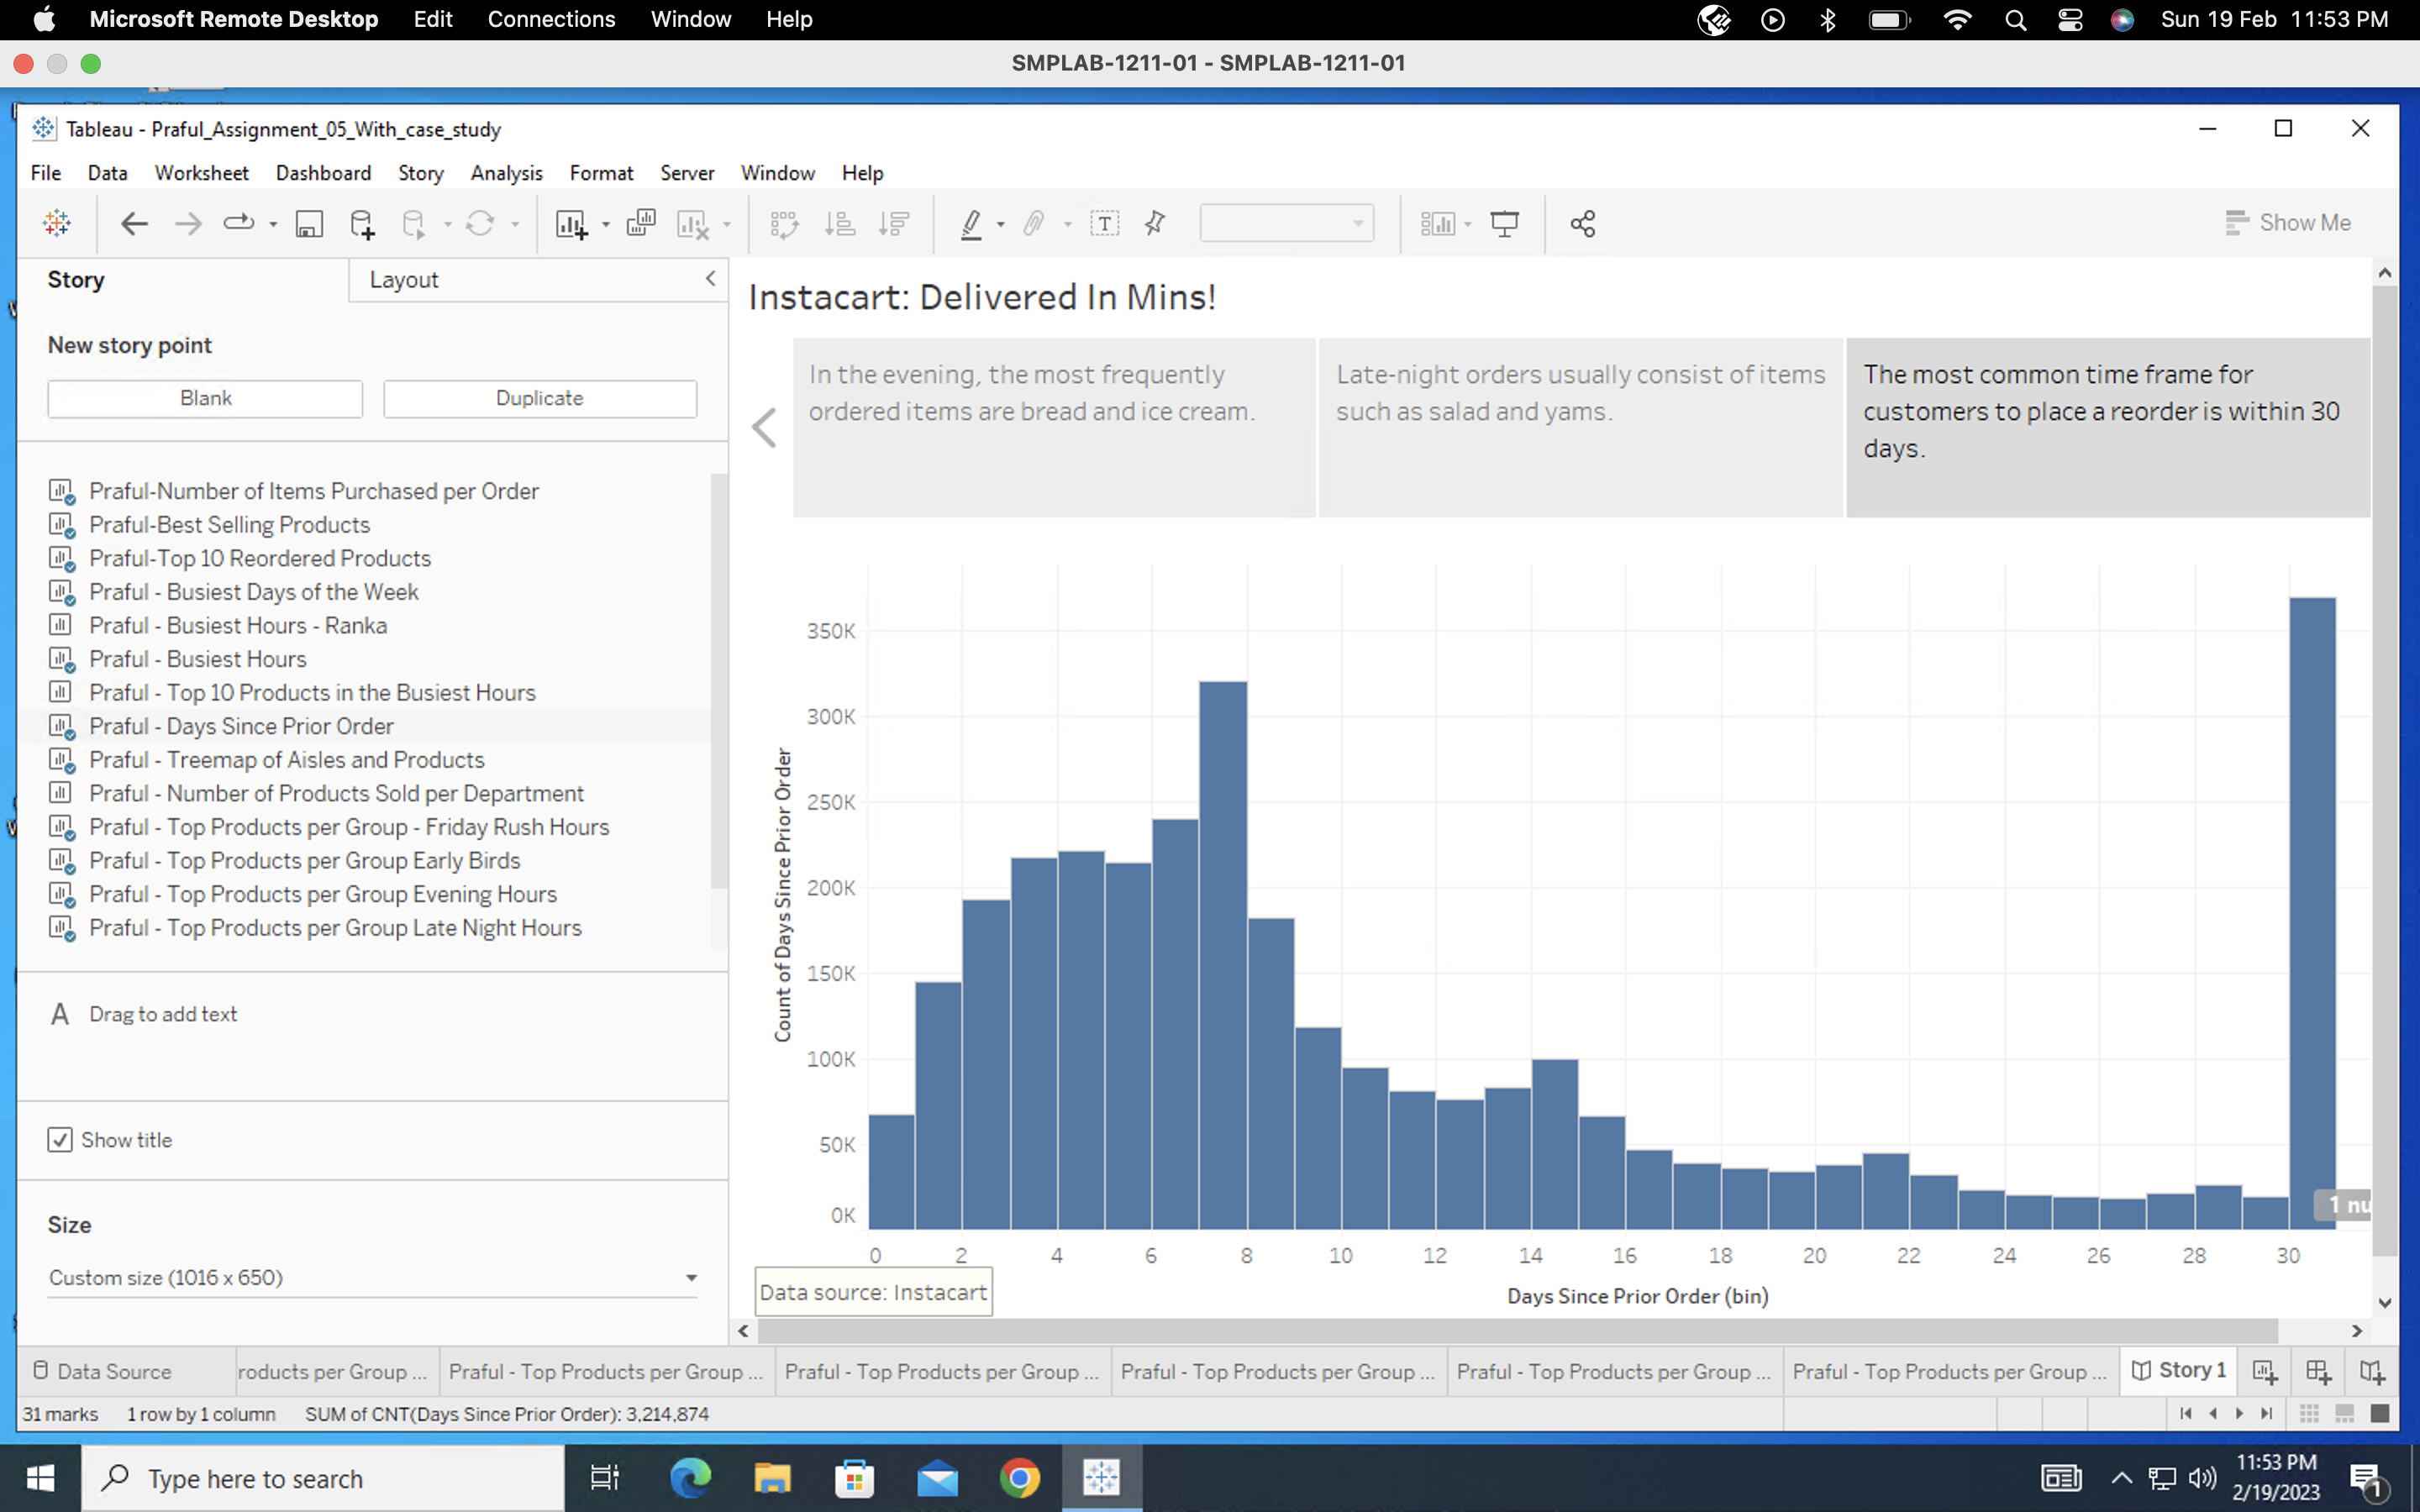 Microsoft Remote Desktop Edit Connections Window Help Sun 19 Feb 11:53 PM
SMPLAB-1211-01 - SMPLAB-1211-01
Tableau - Praful_Assignment_05_With_case_study
File Data Worksheet Dashboard Story Analysis Format Server Window Help
Show Me
Story Layout
New story point
Blank Duplicate
Praful-Number of Items Purchased per Order
Praful-Best Selling Products
Praful-Top 10 Reordered Products
Praful - Busiest Days of the Week
Praful - Busiest Hours - Ranka
Praful - Busiest Hours
Praful - Top 10 Products in the Busiest Hours
Praful - Days Since Prior Order
Praful - Treemap of Aisles and Products
Praful - Number of Products Sold per Department
Praful - Top Products per Group - Friday Rush Hours
Praful - Top Products per Group Early Birds
Praful - Top Products per Group Evening Hours
Praful - Top Products per Group Late Night Hours
A Drag to add text
Show title
Size
Custom size (1016 x 650)
Instacart: Delivered In Mins!
In the evening, the most frequently
ordered items are bread and ice cream.
Late-night orders usually consist of items
such as salad and yams.
The most common time frame for
customers to place a reorder is within 30
days.
Count of Days Since Prior Order
350K
300K
250K
200K
150K
100K
50K
0K
1 nu
0 2 4 6 8 10 12 14 16 18 20 22 24 26 28 30
Days Since Prior Order (bin)
Data source: Instacart
Data Source roducts per Group ... Praful - Top Products per Group ... Praful - Top Products per Group ... Praful - Top Products per Group ... Praful - Top Products per Group ... Praful - Top Products per Group ... Story 1
31 marks 1 row by 1 column SUM of CNT(Days Since Prior Order): 3,214,874
Type here to search
11:53 PM
2/19/2023
1